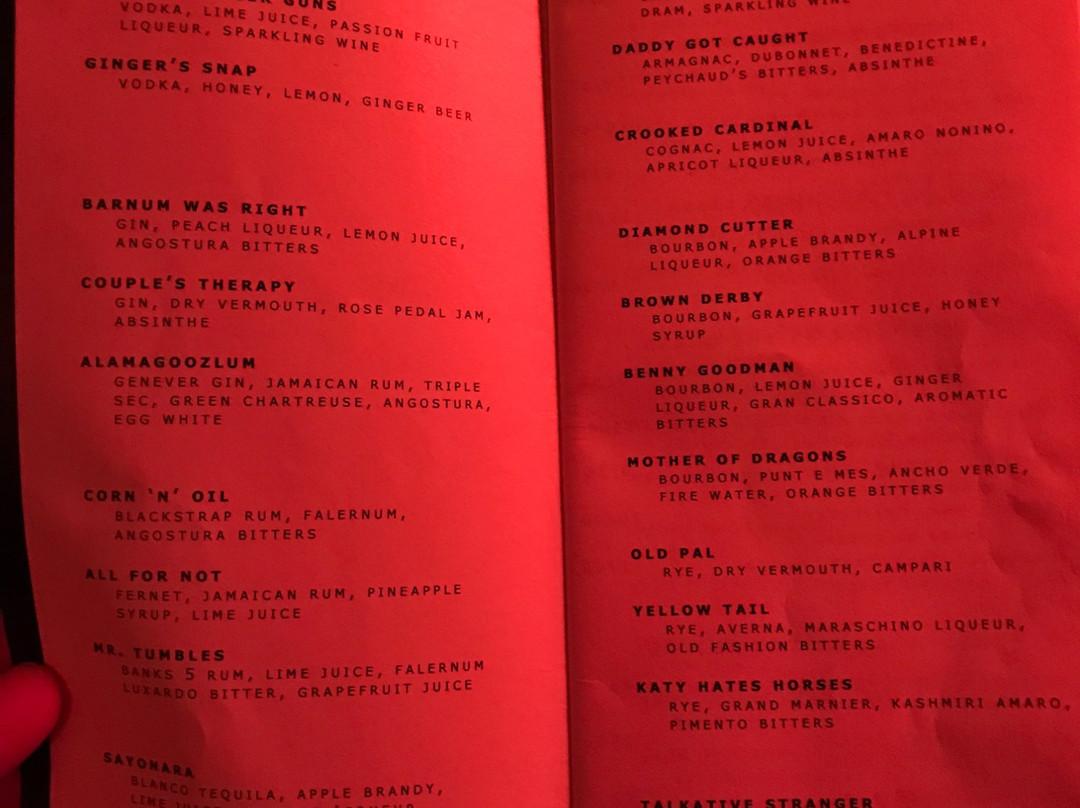 GUNS
VODKA, LIME JUICE, PASSION FRUIT
LIQUEUR, SPARKLING WINE
GINGER'S SNAP
VODKA, HONEY, LEMON, GINGER BEER
BARNUM WAS RIGHT
GIN, PEACH LIQUEUR, LEMON JUICE,
ANGOSTURA BITTERS
COUPLE'S THERAPY
GIN, DRY VERMOUTH, ROSE PEDAL JAM,
ABSINTHE
ALAMAGOOZLUM
GENEVER GIN, JAMAICAN RUM, TRIPLE
SEC, GREEN CHARTREUSE, ANGOSTURA,
EGG WHITE
CORN 'N' OIL
BLACKSTRAP RUM, FALERNUM,
ANGOSTURA BITTERS
ALL FOR NOT
FERNET, JAMAICAN RUM, PINEAPPLE
SYRUP, LIME JUICE
MR. TUMBLES
BANKS 5 RUM, LIME JUICE, FALERNUM
LUXARDO BITTER, GRAPEFRUIT JUICE
SAYONARA
BLANCO TEQUILA, APPLE BRANDY,
LIME
DRAM, SPARKLING WINE
DADDY GOT CAUGHT
ARMAGNAC, DUBONNET, BENEDICTINE,
PEYCHAUD'S BITTERS, ABSINTHE
CROOKED CARDINAL
COGNAC, LEMON JUICE, AMARO NONINO,
APRICOT LIQUEUR, ABSINTHE
DIAMOND CUTTER
BOURBON, APPLE BRANDY, ALPINE
LIQUEUR, ORANGE BITTERS
BROWN DERBY
BOURBON, GRAPEFRUIT JUICE, HONEY
SYRUP
BENNY GOODMAN
BOURBON, LEMON JUICE, GINGER
LIQUEUR, GRAN CLASSICO, AROMATIC
BITTERS
MOTHER OF DRAGONS
BOURBON, PUNT E MES, ANCHO VERDE,
FIRE WATER, ORANGE BITTERS
OLD PAL
RYE, DRY VERMOUTH, CAMPARI
YELLOW TAIL
RYE, AVERNA, MARASCHINO LIQUEUR,
OLD FASHION BITTERS
KATY HATES HORSES
RYE, GRAND MARNIER, KASHMIRI AMARO,
PIMENTO BITTERS
TALKATIVE STRANGER